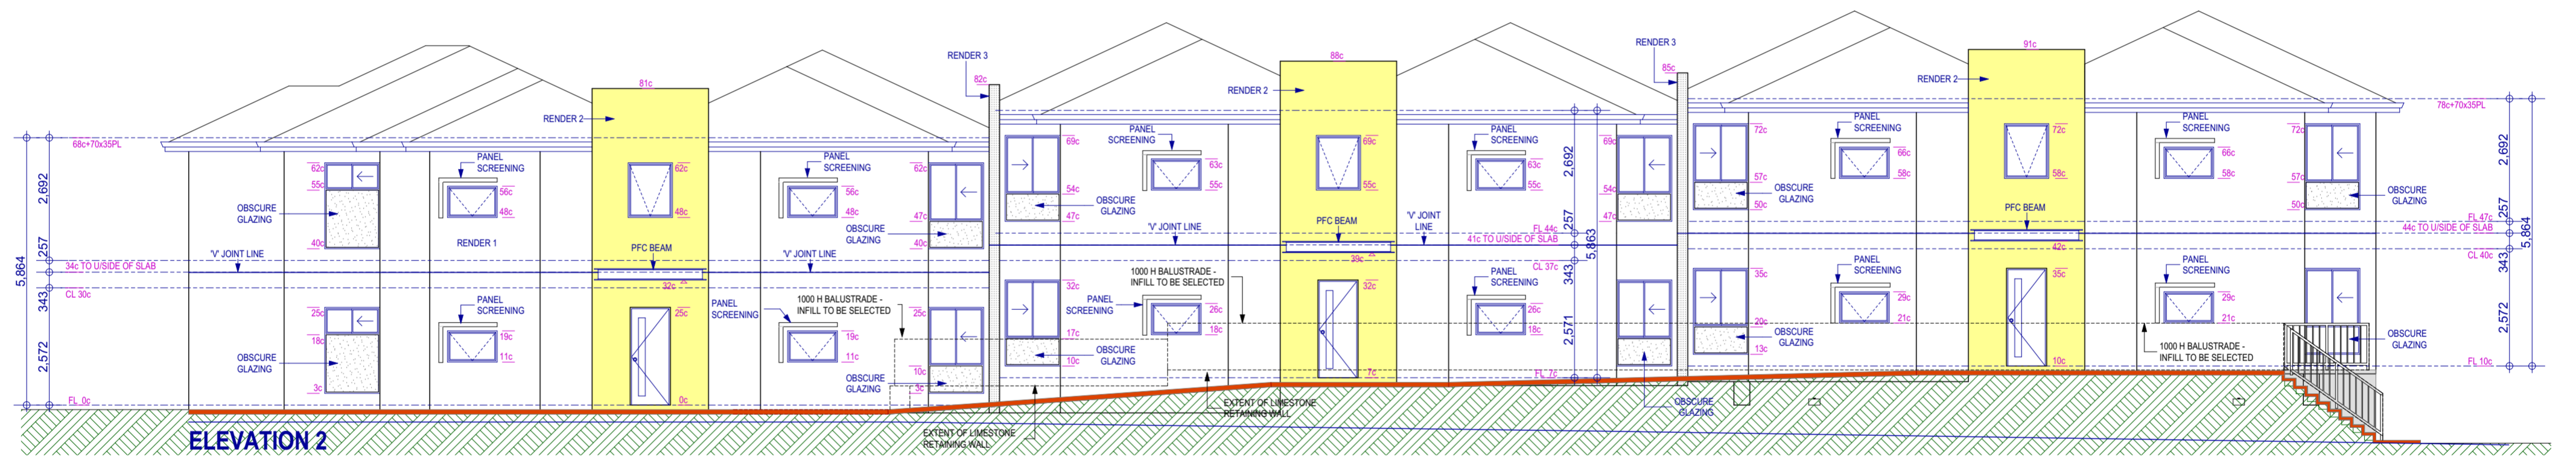 88c
91c
RENDER 3
RENDER 3
82c
85c
81c
RENDER 2
RENDER 2
RENDER 2
68c+70x35PL
78c+70x35PL
PANEL
SCREENING
PANEL
SCREENING
PANEL
SCREENING
PANEL
SCREENING
PANEL
SCREENING
PANEL
SCREENING
62c
55c
40c
56c
48c
62c
48c
56c
48c
62c
47c
40c
69c
54c
47c
63c
55c
69c
55c
63c
55c
69c
54c
47c
72c
57c
50c
66c
58c
72c
58c
66c
58c
72c
57c
50c
OBSCURE
GLAZING
OBSCURE
GLAZING
OBSCURE
GLAZING
OBSCURE
GLAZING
OBSCURE
GLAZING
RENDER 1
'V' JOINT LINE
'V' JOINT LINE
'V' JOINT LINE
'V' JOINT
LINE
PFC BEAM
PFC BEAM
PFC BEAM
2,692
257
343
2,572
5,864
2,692
257
343
2,571
5,863
2,692
257
343
2,572
5,864
34c TO U/SIDE OF SLAB
CL 30c
FL 0c
FL 44c
41c TO U/SIDE OF SLAB
CL 37c
FL 7c
FL 47c
44c TO U/SIDE OF SLAB
CL 40c
FL 10c
32c
39c
42c
1000 H BALUSTRADE -
INFILL TO BE SELECTED
1000 H BALUSTRADE -
INFILL TO BE SELECTED
1000 H BALUSTRADE -
INFILL TO BE SELECTED
PANEL
SCREENING
PANEL
SCREENING
PANEL
SCREENING
PANEL
SCREENING
PANEL
SCREENING
PANEL
SCREENING
25c
18c
3c
19c
11c
25c
0c
19c
11c
25c
10c
3c
32c
17c
10c
26c
18c
32c
7c
26c
18c
35c
20c
13c
29c
21c
35c
10c
29c
21c
OBSCURE
GLAZING
OBSCURE
GLAZING
OBSCURE
GLAZING
OBSCURE
GLAZING
OBSCURE
GLAZING
OBSCURE
GLAZING
EXTENT OF LIMESTONE
RETAINING WALL
EXTENT OF LIMESTONE
RETAINING WALL
ELEVATION 2